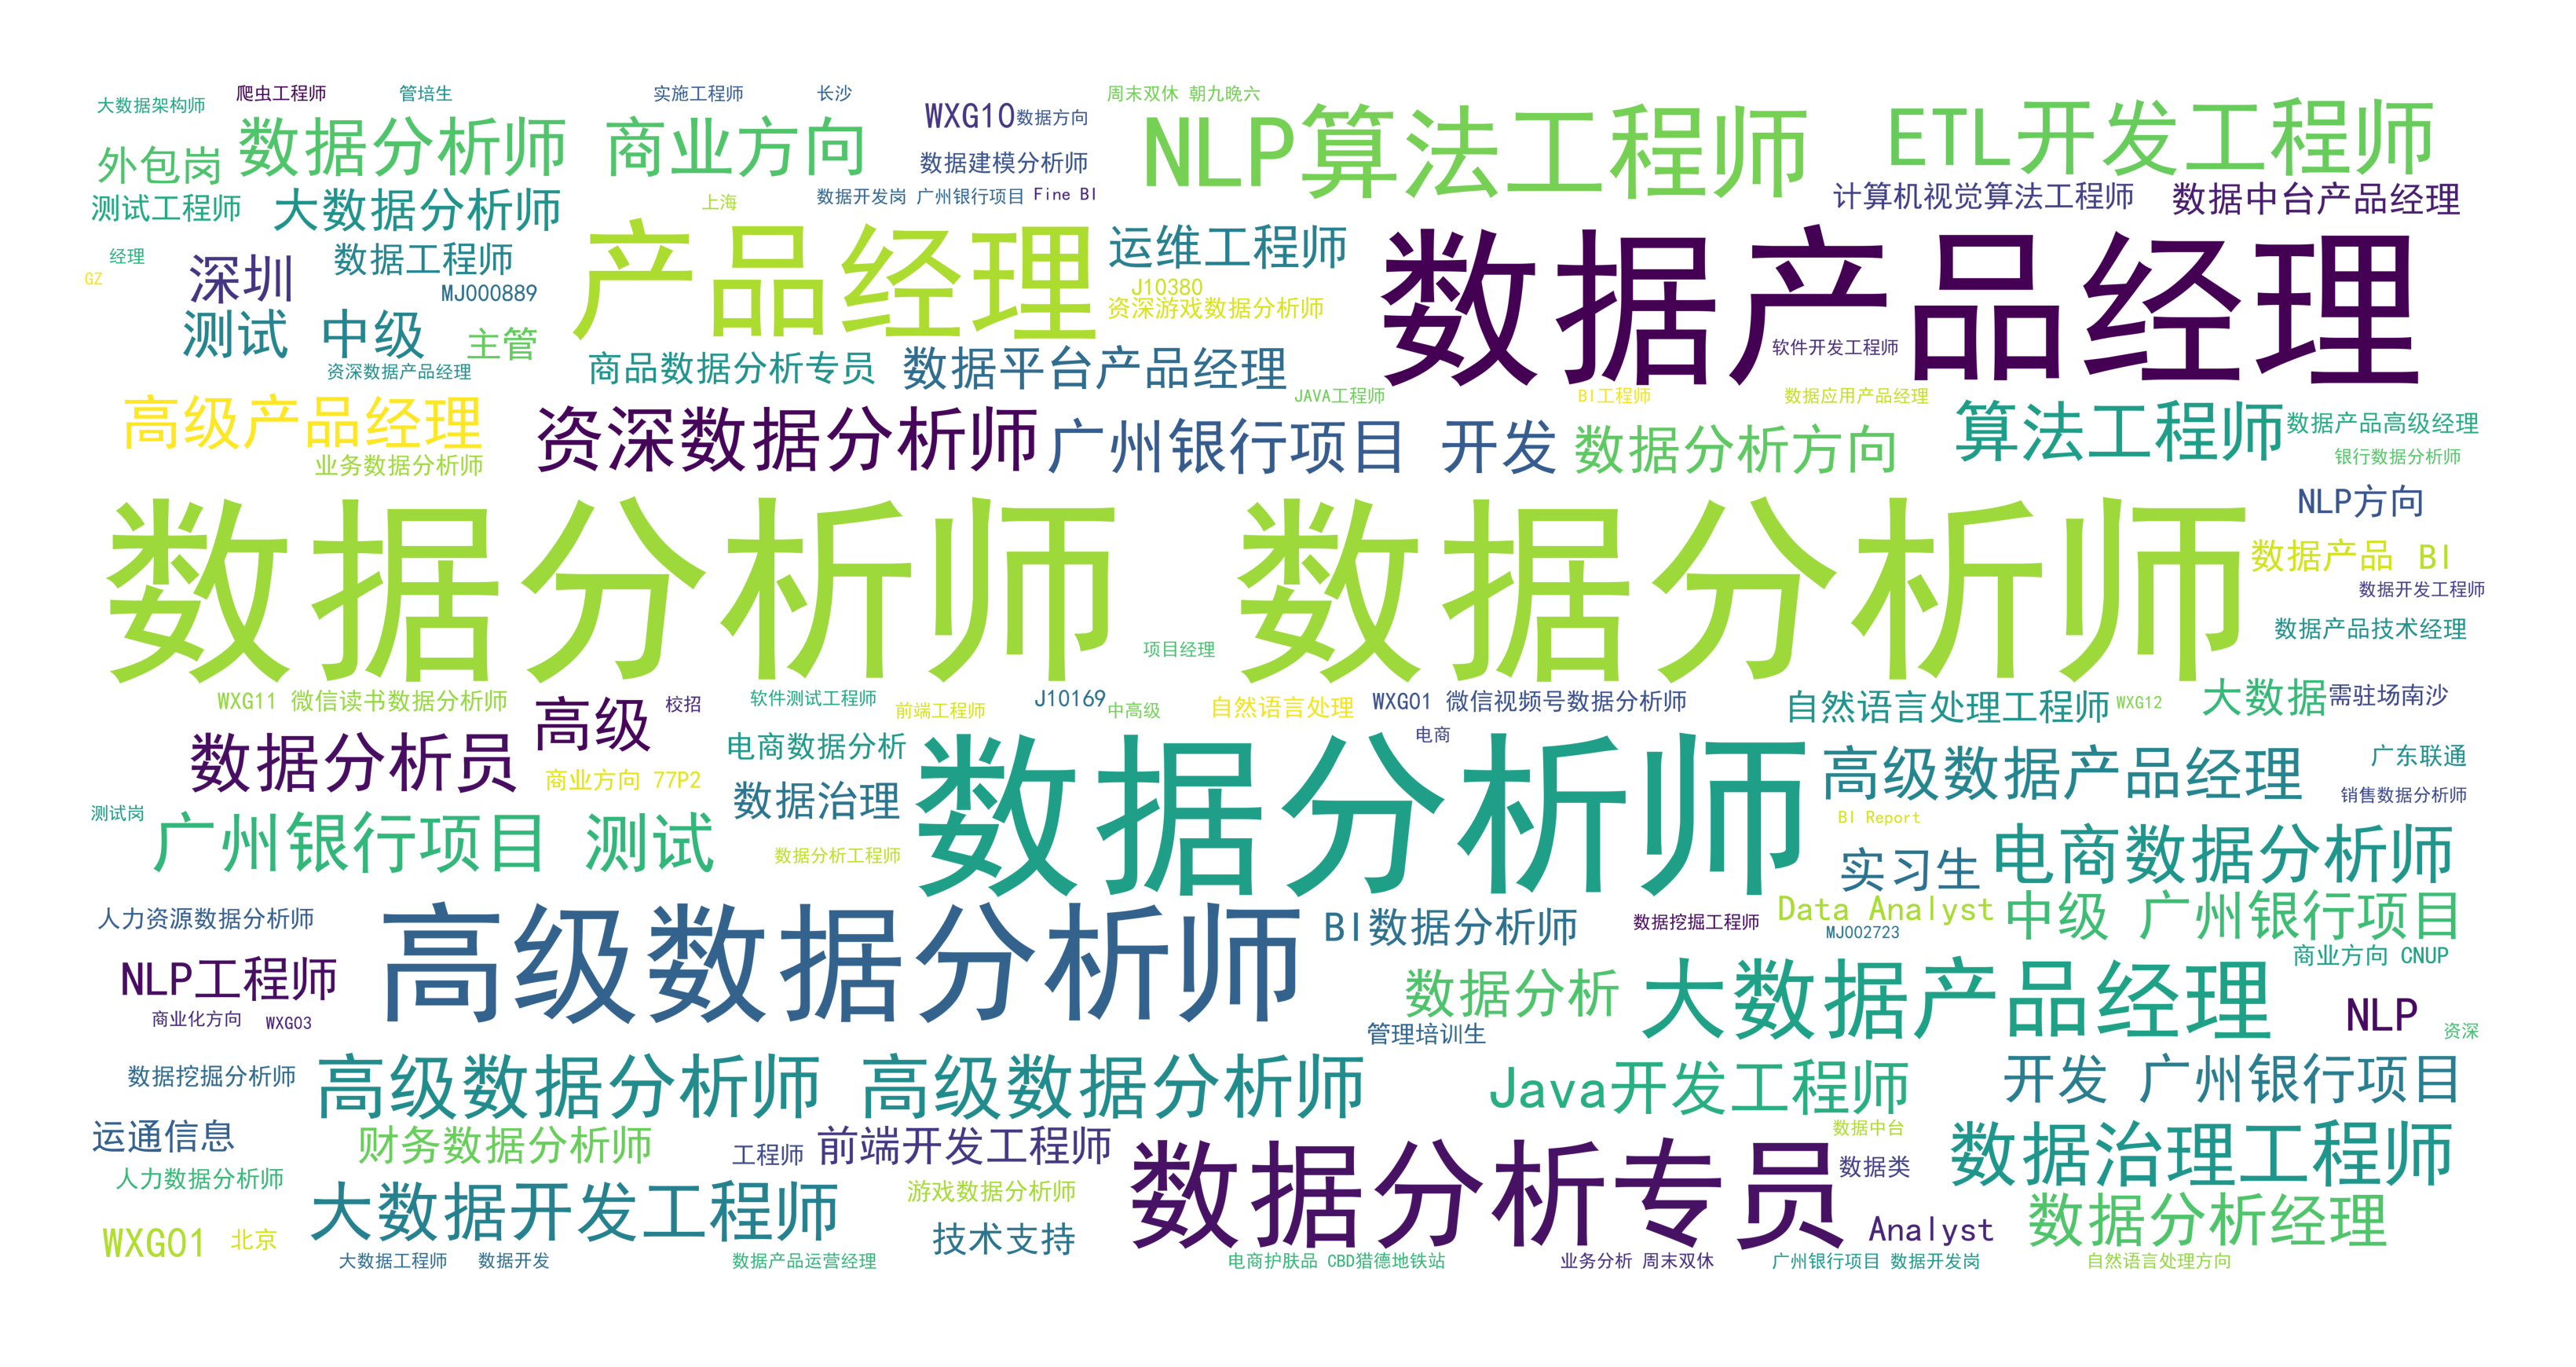 大数据架构师 爬虫工程师 管培生 实施工程师 长沙 周末双休 朝九晚六
外包岗 数据分析师 商业方向 WXG10 数据方向 NLP算法工程师 ETL开发工程师
数据建模分析师
测试工程师 大数据分析师 上海 数据开发岗 广州银行项目 Fine BI 计算机视觉算法工程师 数据中台产品经理
经理 深圳 数据工程师 产品经理 运维工程师 数据产品经理
GZ MJ000889 J10380
资深游戏数据分析师
测试 中级 主管 软件开发工程师
资深数据产品经理 商品数据分析专员 数据平台产品经理
JAVA工程师 BI工程师 数据应用产品经理
高级产品经理 资深数据分析师 广州银行项目 开发 数据分析方向 算法工程师 数据产品高级经理
业务数据分析师 银行数据分析师
NLP方向
数据分析师 数据分析师 数据产品 BI
数据开发工程师
项目经理 数据产品技术经理
WXG11 微信读书数据分析师 高级 校招 软件测试工程师 前端工程师 J10169 中高级 自然语言处理 WXG01 微信视频号数据分析师 自然语言处理工程师 WXG12 大数据 需驻场南沙
电商
数据分析员 电商数据分析 数据分析师 高级数据产品经理 广东联通
商业方向 77P2 数据治理 销售数据分析师
测试岗 广州银行项目 测试 BI Report
数据分析工程师 实习生 电商数据分析师
人力资源数据分析师 高级数据分析师 BI数据分析师 数据挖掘工程师 Data Analyst 中级 广州银行项目
MJ002723
商业方向 CNUP
NLP工程师 数据分析 大数据产品经理 NLP
商业化方向 WXG03 管理培训生 资深
数据挖掘分析师 高级数据分析师 高级数据分析师 Java开发工程师 开发 广州银行项目
运通信息 财务数据分析师 工程师 前端开发工程师 数据中台 数据治理工程师
人力数据分析师 数据分析专员 数据类
大数据开发工程师 游戏数据分析师
WXG01 北京 技术支持 Analyst 数据分析经理
大数据工程师 数据开发 数据产品运营经理 电商护肤品 CBD猎德地铁站 业务分析 周末双休 广州银行项目 数据开发岗 自然语言处理方向